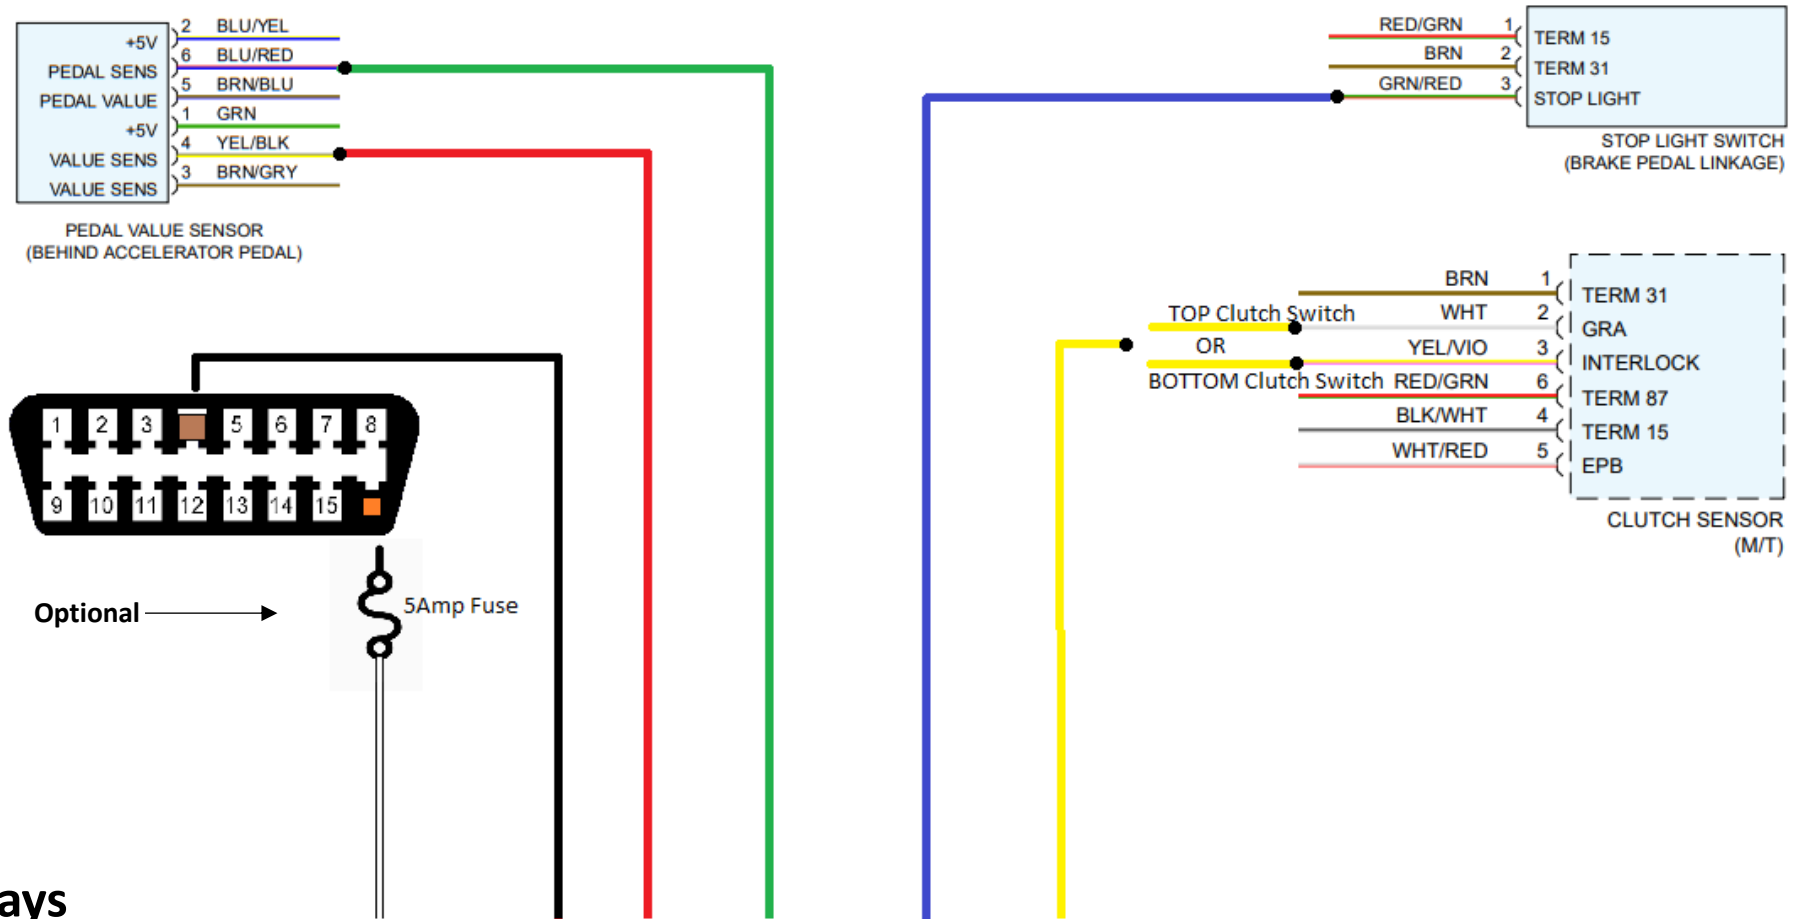 2 BLU/YEL
+5V
6 BLU/RED
PEDAL SENS
5 BRN/BLU
PEDAL VALUE
1 GRN
+5V
4 YEL/BLK
VALUE SENS
3 BRN/GRY
VALUE SENS
PEDAL VALUE SENSOR
(BEHIND ACCELERATOR PEDAL)
RED/GRN 1
TERM 15
BRN 2
TERM 31
GRN/RED 3
STOP LIGHT
STOP LIGHT SWITCH
(BRAKE PEDAL LINKAGE)
BRN 1
TERM 31
TOP Clutch Switch
WHT 2
GRA
OR
YEL/VIO 3
INTERLOCK
BOTTOM Clutch Switch
RED/GRN 6
TERM 87
BLK/WHT 4
TERM 15
WHT/RED 5
EPB
CLUTCH SENSOR
(M/T)
1 2 3 5 6 7 8
9 10 11 12 13 14 15
Optional
5Amp Fuse
ays